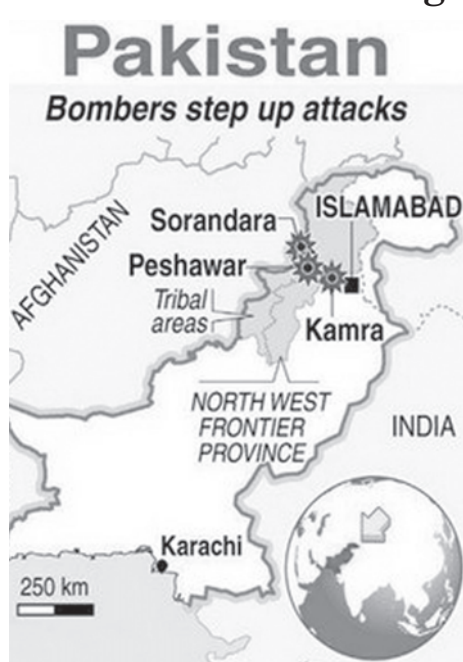 Pakistan
Bombers step up attacks
AFGHANISTAN
Sorandara
ISLAMABAD
Peshawar
Tribal
areas
Kamra
NORTH WEST
FRONTIER
PROVINCE
INDIA
Karachi
250 km